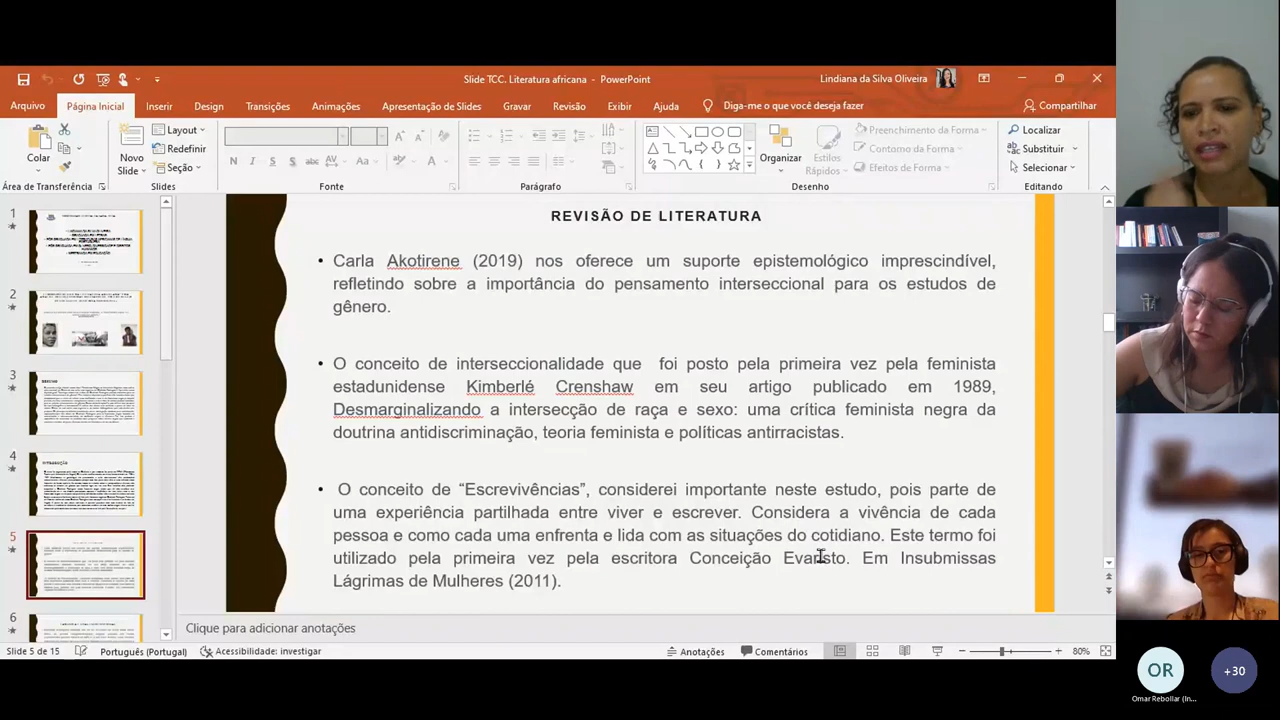 Slide TCC. Literatura africana - PowerPoint
Lindiana da Silva Oliveira
Arquivo
Página Inicial
Inserir
Design
Transições
Animações
Apresentação de Slides
Gravar
Revisão
Exibir
Ajuda
Diga-me o que você deseja fazer
Compartilhar
Colar
Novo
Slide
Layout
Redefinir
Seção
Organizar
Estilos
Rápidos
Preenchimento da Forma
Contorno da Forma
Efeitos de Forma
Localizar
Substituir
Selecionar
Área de Transferência
Slides
Fonte
Parágrafo
Desenho
Editando
1
2
3
4
5
6
REVISÃO DE LITERATURA
• Carla Akotirene (2019) nos oferece um suporte epistemológico imprescindível,
refletindo sobre a importância do pensamento interseccional para os estudos de
gênero.
• O conceito de interseccionalidade que foi posto pela primeira vez pela feminista
estadunidense Kimberlé Crenshaw em seu artigo publicado em 1989,
Desmarginalizando a intersecção de raça e sexo: uma crítica feminista negra da
doutrina antidiscriminação, teoria feminista e políticas antirracistas.
• O conceito de “Escrevivências”, considerei importante neste estudo, pois parte de
uma experiência partilhada entre viver e escrever. Considera a vivência de cada
pessoa e como cada uma enfrenta e lida com as situações do cotidiano. Este termo foi
utilizado pela primeira vez pela escritora Conceição Evaristo. Em Insubmissas
Lágrimas de Mulheres (2011).
Clique para adicionar anotações
Slide 5 de 15
Português (Portugal)
Acessibilidade: investigar
Anotações
Comentários
80%
OR
+30
Omar Rebollar (In...